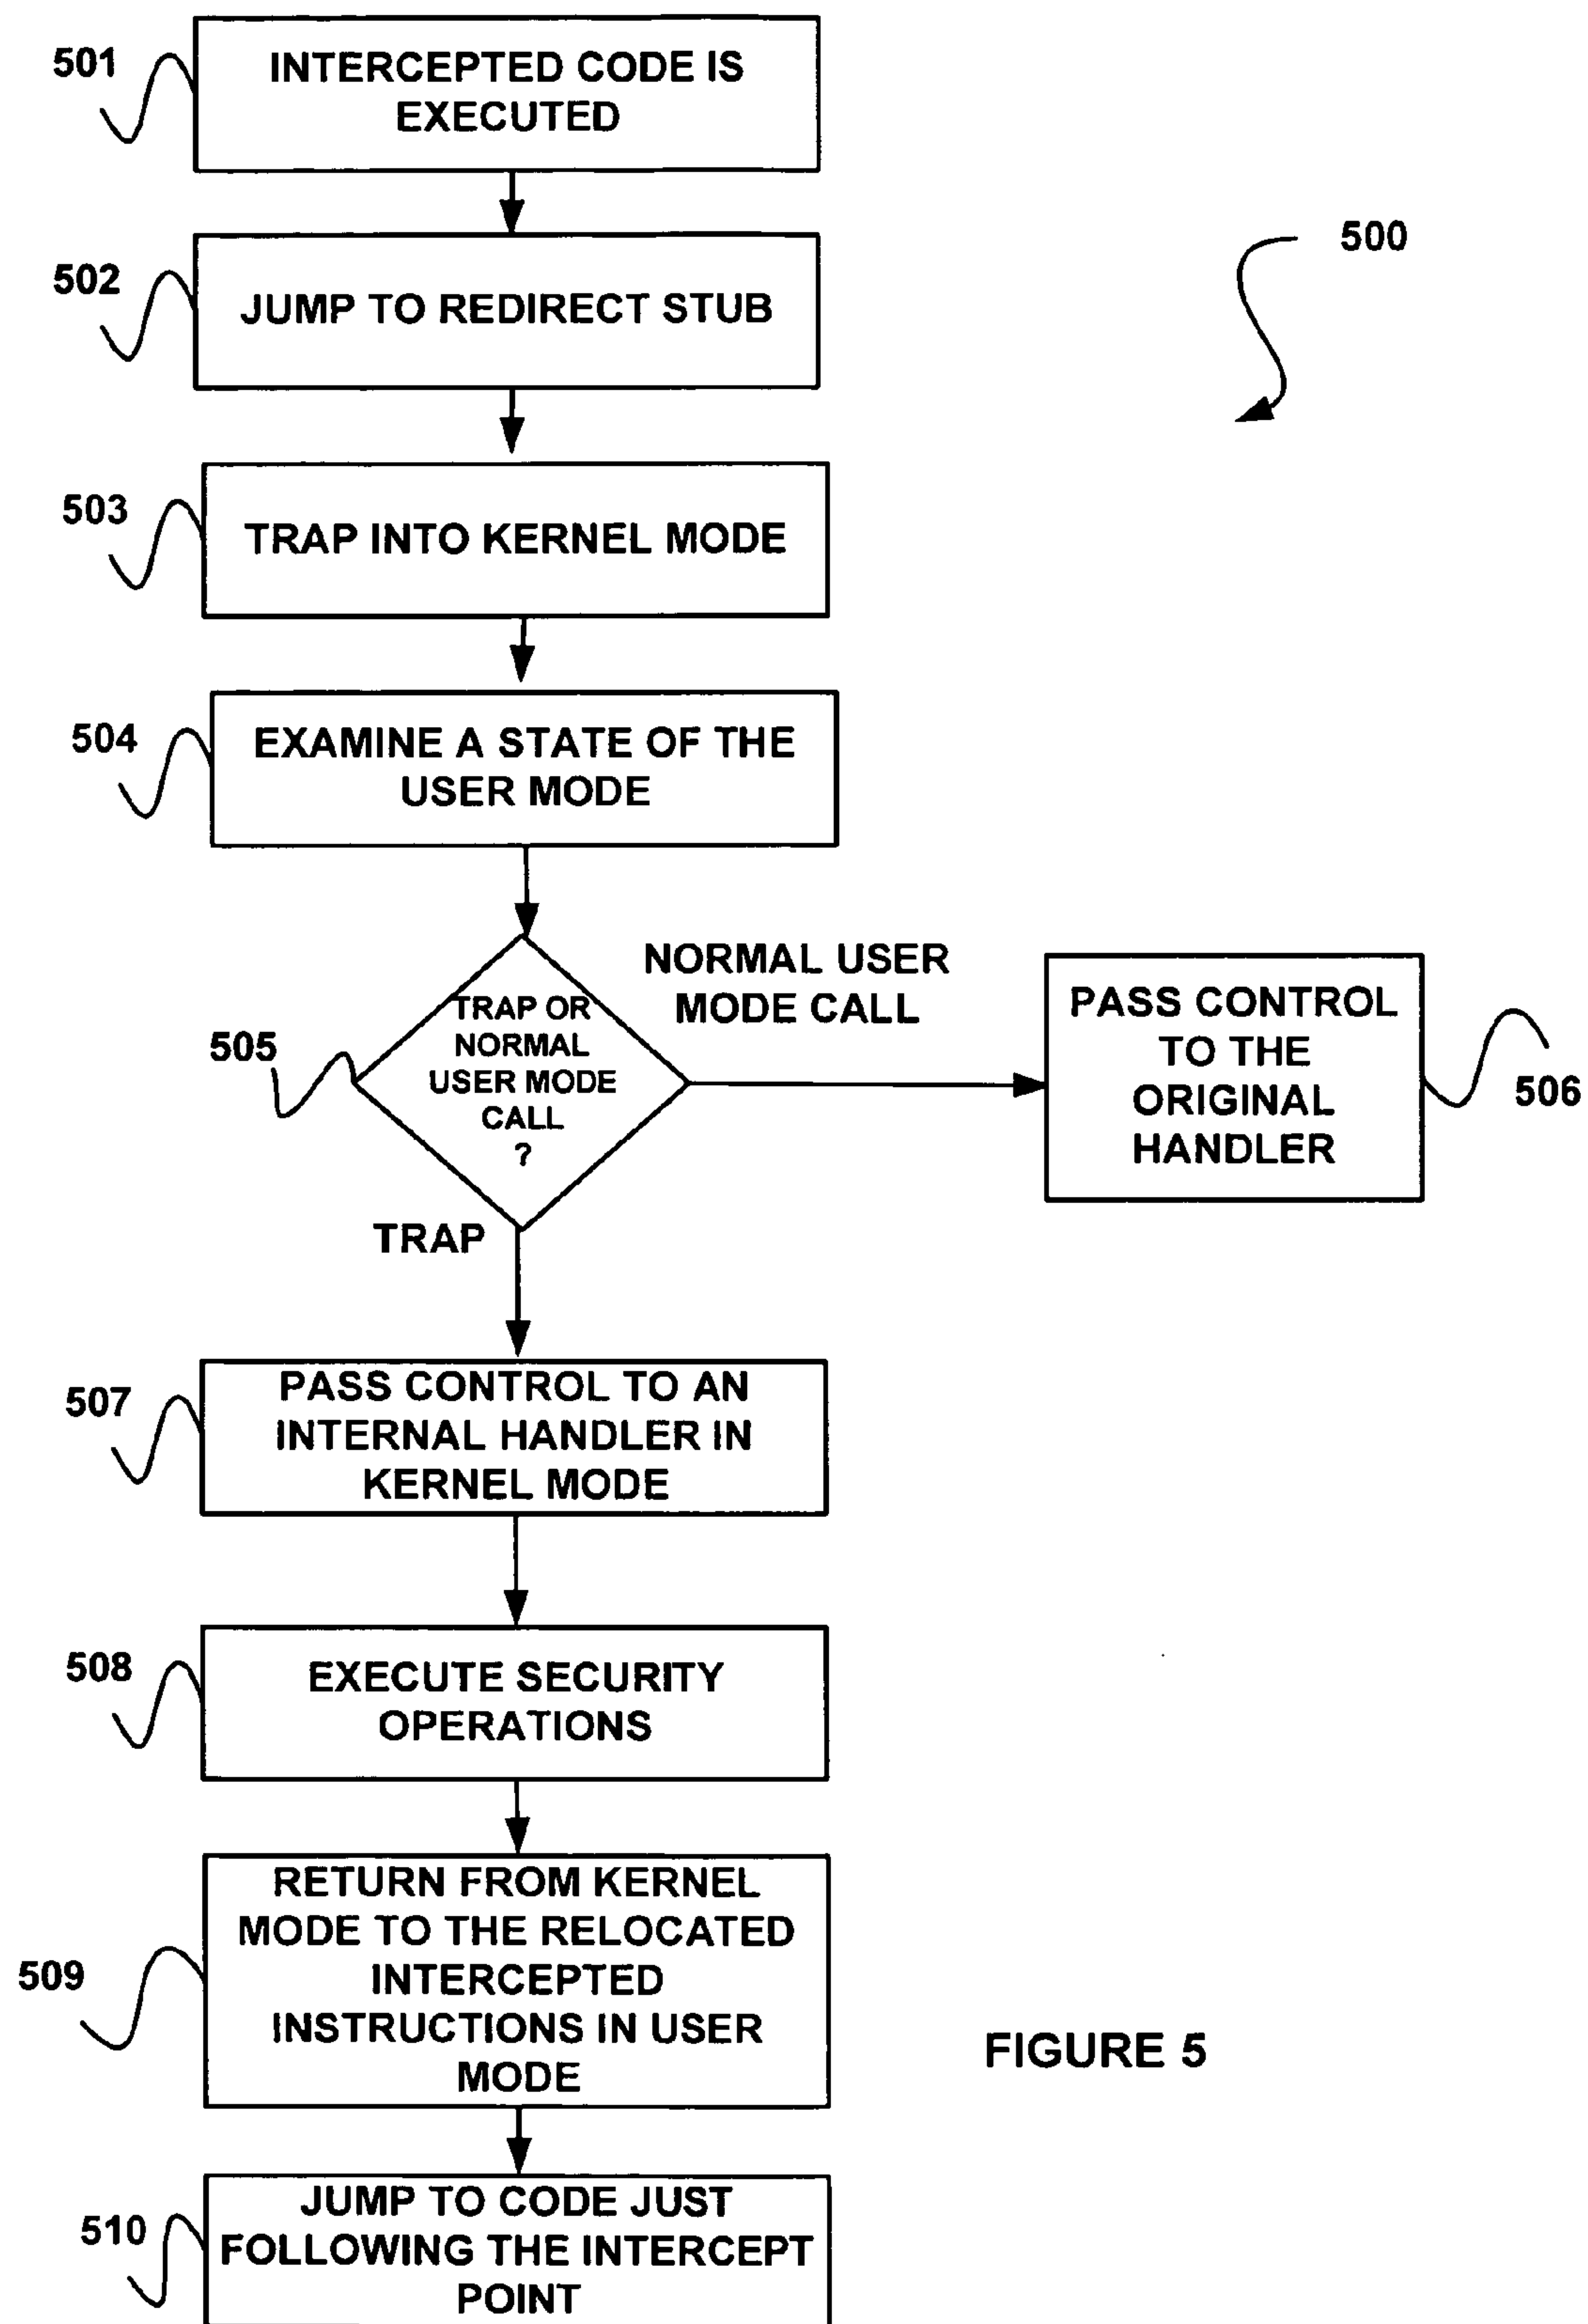 501
INTERCEPTED CODE IS
EXECUTED
500
502
JUMP TO REDIRECT STUB
503
TRAP INTO KERNEL MODE
504
EXAMINE A STATE OF THE
USER MODE
505
TRAP OR
NORMAL
USER MODE
CALL
?
NORMAL USER
MODE CALL
PASS CONTROL
TO THE
ORIGINAL
HANDLER
506
TRAP
507
PASS CONTROL TO AN
INTERNAL HANDLER IN
KERNEL MODE
508
EXECUTE SECURITY
OPERATIONS
509
RETURN FROM KERNEL
MODE TO THE RELOCATED
INTERCEPTED
INSTRUCTIONS IN USER
MODE
FIGURE 5
510
JUMP TO CODE JUST
FOLLOWING THE INTERCEPT
POINT